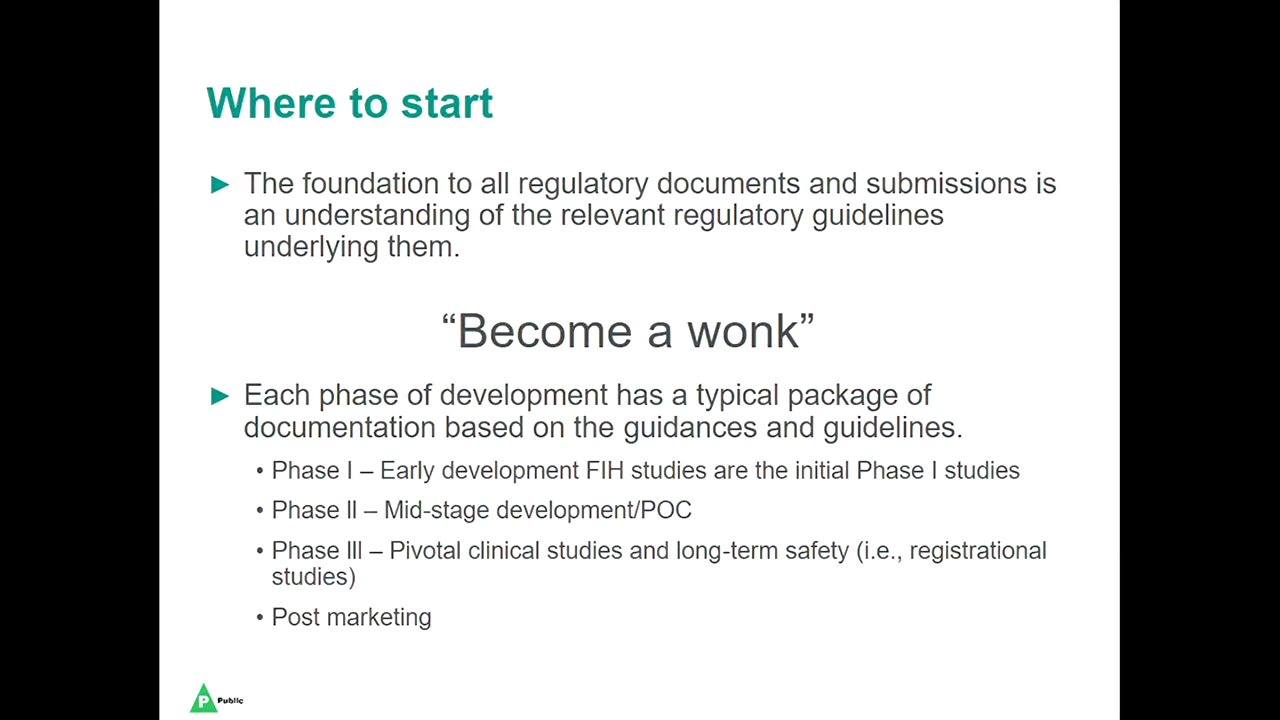 Where to start
► The foundation to all regulatory documents and submissions is
an understanding of the relevant regulatory guidelines
underlying them.
“Become a wonk”
► Each phase of development has a typical package of
documentation based on the guidances and guidelines.
• Phase I – Early development FIH studies are the initial Phase I studies
• Phase II – Mid-stage development/POC
• Phase III – Pivotal clinical studies and long-term safety (i.e., registrational
studies)
• Post marketing
P Public